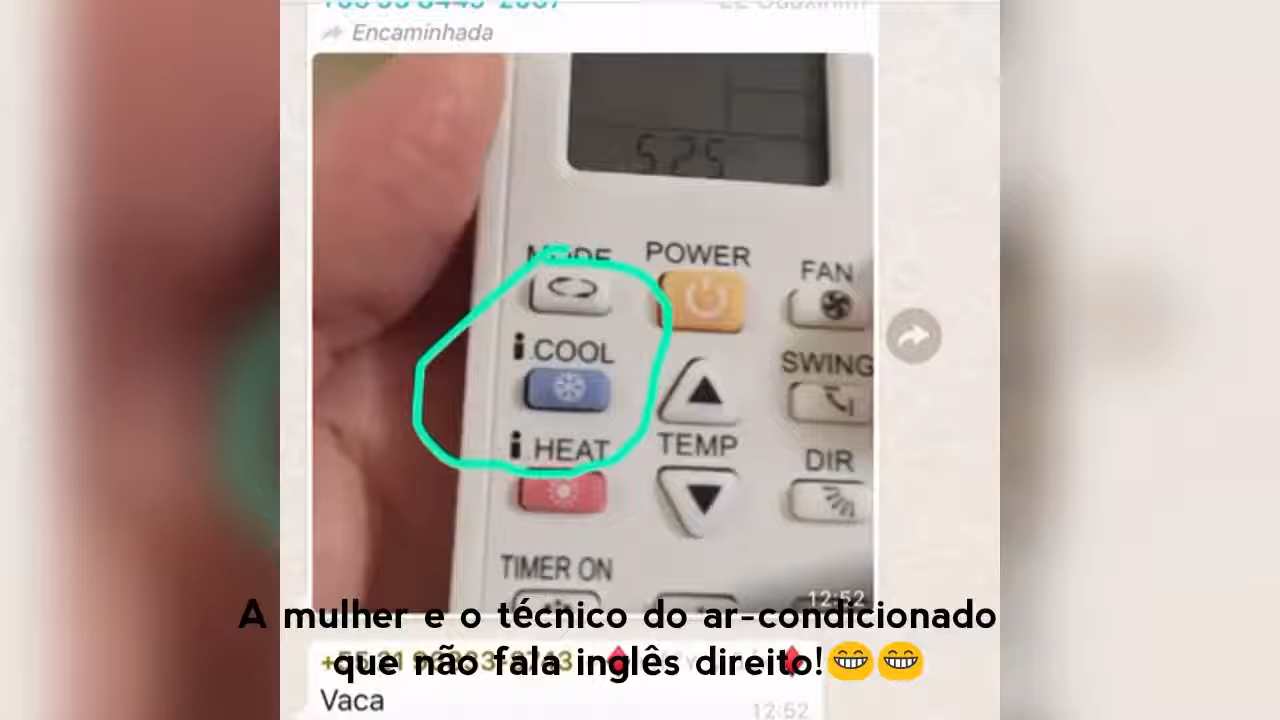 Encaminhada
525
MODE POWER
FAN
i COOL
SWING
i HEAT
TEMP
DIR
TIMER ON
12:52
A mulher e o técnico do ar-condicionado
que não fala inglês direito!😁😁
Vaca
12:52